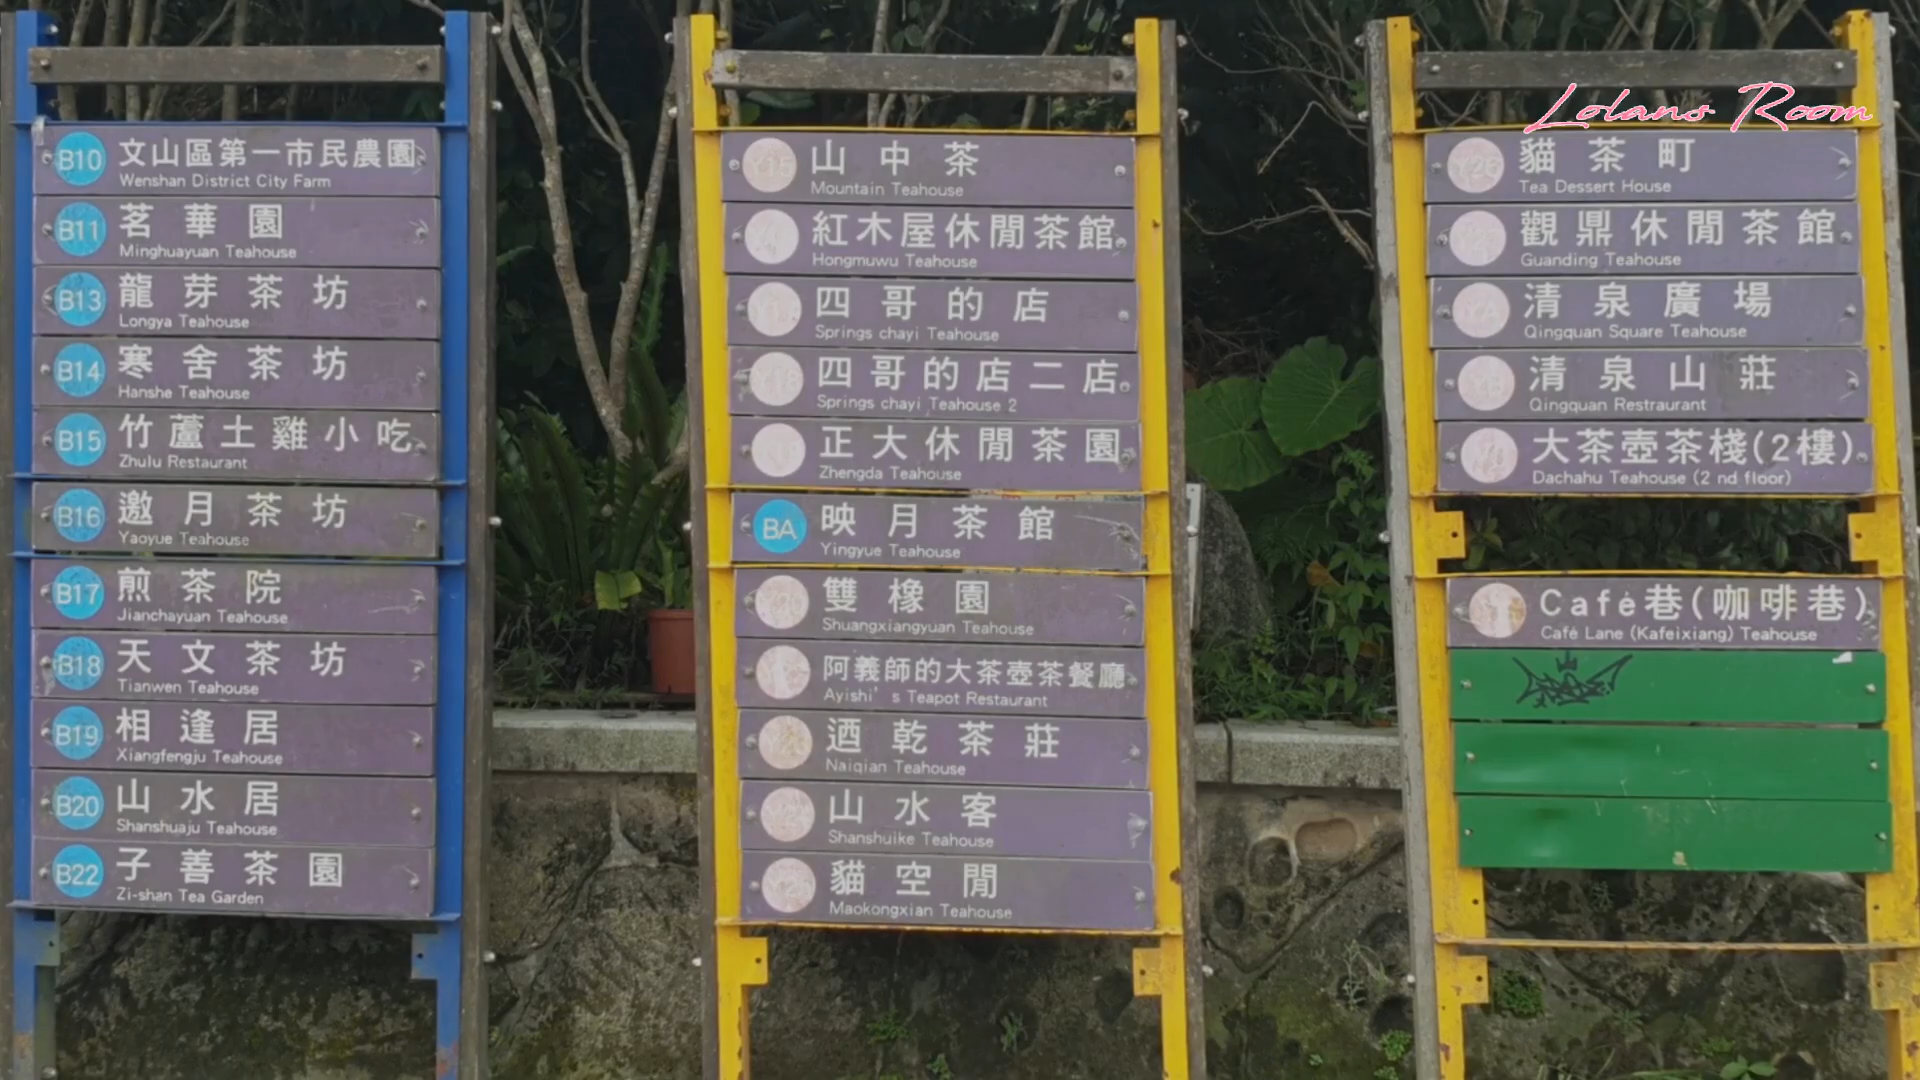 Lolans Room
B10 文山區第一市民農園
Wenshan District City Farm
B11 茗華園
Minghuayuan Teahouse
B13 龍芽茶坊
Longya Teahouse
B14 寒舍茶坊
Hanshe Teahouse
B15 竹蘆土雞小吃
Zhulu Restaurant
B16 邀月茶坊
Yaoyue Teahouse
B17 煎茶院
Jianchayuan Teahouse
B18 天文茶坊
Tianwen Teahouse
B19 相逢居
Xiangfengju Teahouse
B20 山水居
Shanshuaju Teahouse
B22 子善茶園
Zi-shan Tea Garden
Y15 山中茶
Mountain Teahouse
紅木屋休閒茶館
Hongmuwu Teahouse
四哥的店
Springs chayi Teahouse
四哥的店二店
Springs chayi Teahouse 2
正大休閒茶園
Zhengda Teahouse
BA 映月茶館
Yingyue Teahouse
雙橡園
Shuangxiangyuan Teahouse
阿義師的大茶壺茶餐廳
Ayishi's Teapot Restaurant
迺乾茶莊
Naiqian Teahouse
山水客
Shanshuike Teahouse
貓空閒
Maokongxian Teahouse
Y26 貓茶町
Tea Dessert House
觀鼎休閒茶館
Guanding Teahouse
YA 清泉廣場
Qingquan Square Teahouse
YB 清泉山莊
Qingquan Restraurant
大茶壺茶棧(2樓)
Dachahu Teahouse (2 nd floor)
Café巷(咖啡巷)
Café Lane (Kafeixiang) Teahouse